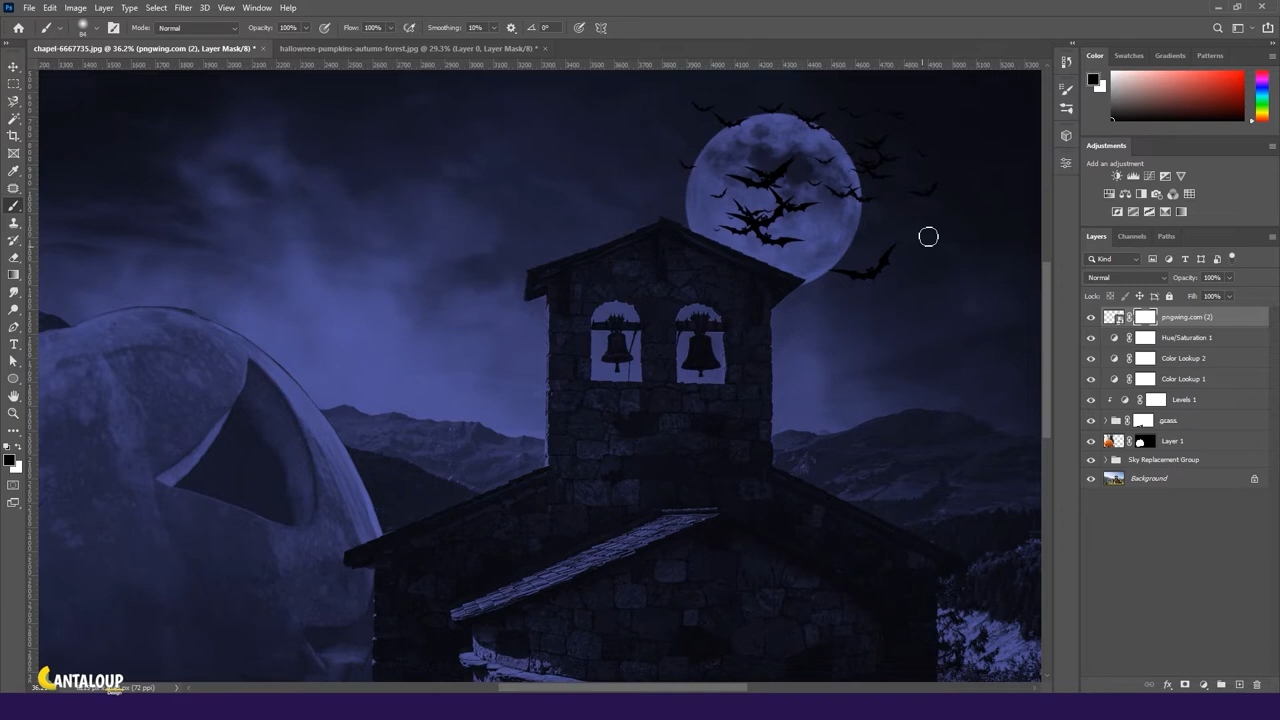 File Edit Image Layer Type Select Filter 3D View Window Help
84 Mode: Normal Opacity: 100% Flow: 100% Smoothing: 10% 0°
chapel-6667735.jpg @ 36.2% (pngwing.com (2), Layer Mask/8) * × halloween-pumpkins-autumn-forest.jpg @ 29.3% (Layer 0, Layer Mask/8) * ×
Color Swatches Gradients Patterns
Adjustments
Add an adjustment
Layers Channels Paths
Kind
Normal Opacity: 100%
Lock: Fill: 100%
pngwing.com (2)
Hue/Saturation 1
Color Lookup 2
Color Lookup 1
Levels 1
grass
Layer 1
Sky Replacement Group
Background
CANTALOUP
Design
(72 ppi)